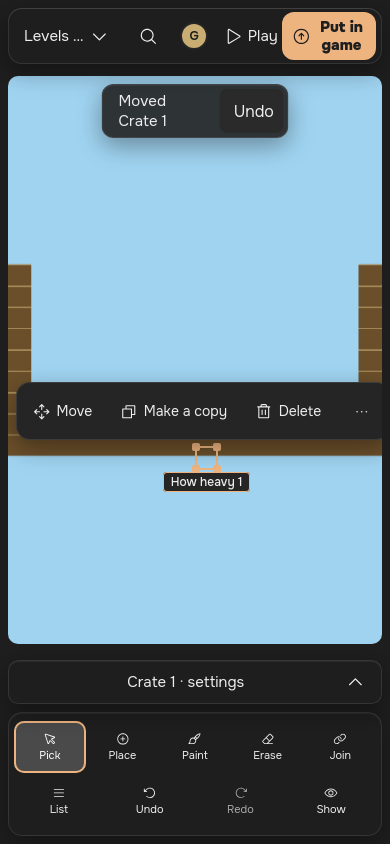 Levels ...
G
Play
Put in
game
Moved
Crate 1
Undo
Move
Make a copy
Delete
...
How heavy 1
Crate 1 · settings
Pick
Place
Paint
Erase
Join
List
Undo
Redo
Show